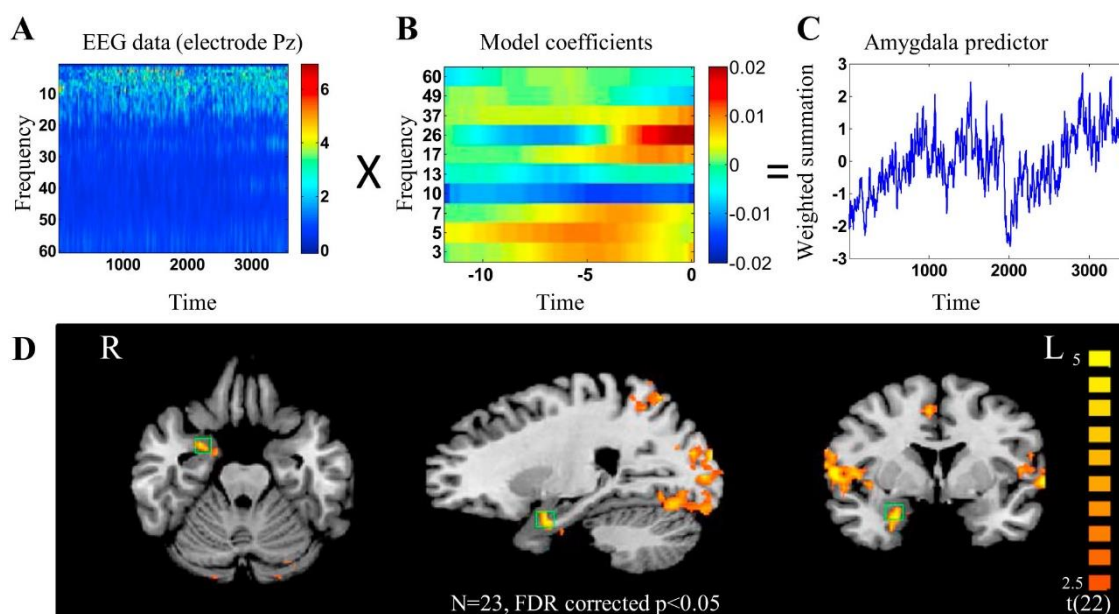 A
EEG data (electrode Pz)
Frequency
10
20
30
40
50
60
1000
2000
3000
Time
6
4
2
0
X
B
Model coefficients
Frequency
60
49
37
26
17
13
10
7
5
3
-10
-5
0
Time
0.02
0.01
0
-0.01
-0.02
=
C
Amygdala predictor
Weighted summation
3
2
1
0
-1
-2
-3
1000
2000
3000
Time
D
R
L
5
2.5
t(22)
N=23, FDR corrected p<0.05